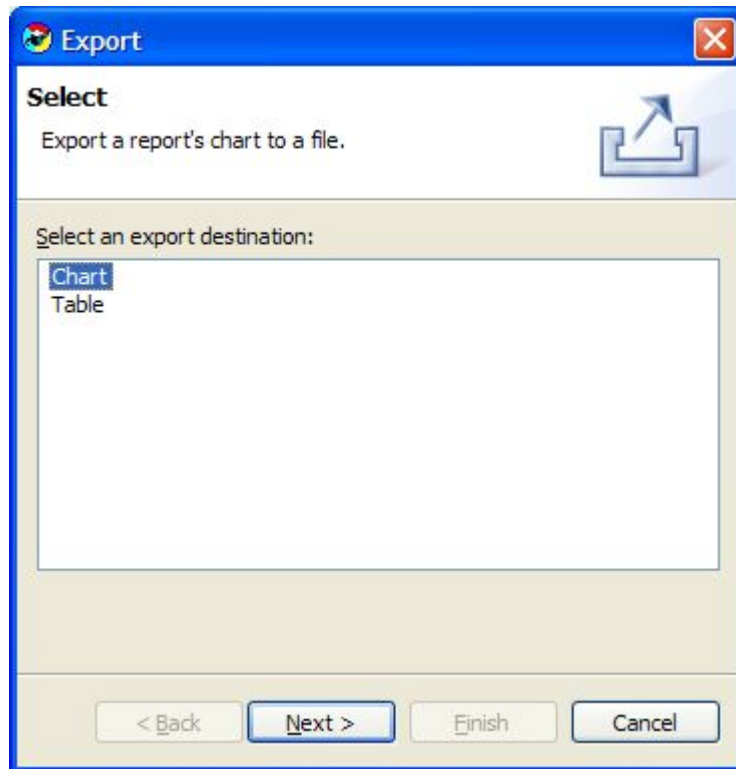 Export
Select
Export a report's chart to a file.
Select an export destination:
Chart
Table
< Back Next > Finish Cancel